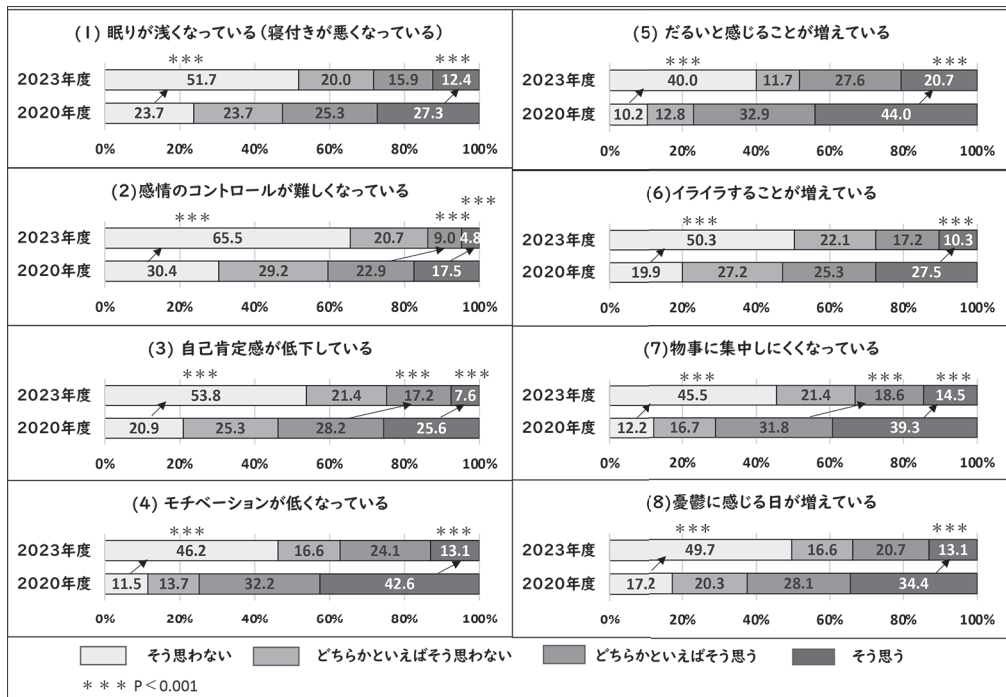 (1) 眠りが浅くなっている(寝付きが悪くなっている)
*** ***
2023年度 51.7 20.0 15.9 12.4
2020年度 23.7 23.7 25.3 27.3
0% 20% 40% 60% 80% 100%
(2)感情のコントロールが難しくなっている
***
*** ***
2023年度 65.5 20.7 9.0 4.8
2020年度 30.4 29.2 22.9 17.5
0% 20% 40% 60% 80% 100%
(3) 自己肯定感が低下している
*** *** ***
2023年度 53.8 21.4 17.2 7.6
2020年度 20.9 25.3 28.2 25.6
0% 20% 40% 60% 80% 100%
(4) モチベーションが低くなっている
*** ***
2023年度 46.2 16.6 24.1 13.1
2020年度 11.5 13.7 32.2 42.6
0% 20% 40% 60% 80% 100%
(5) だるいと感じることが増えている
*** ***
2023年度 40.0 11.7 27.6 20.7
2020年度 10.2 12.8 32.9 44.0
0% 20% 40% 60% 80% 100%
(6)イライラすることが増えている
*** ***
2023年度 50.3 22.1 17.2 10.3
2020年度 19.9 27.2 25.3 27.5
0% 20% 40% 60% 80% 100%
(7)物事に集中しにくくなっている
*** *** ***
2023年度 45.5 21.4 18.6 14.5
2020年度 12.2 16.7 31.8 39.3
0% 20% 40% 60% 80% 100%
(8)憂鬱に感じる日が増えている
*** ***
2023年度 49.7 16.6 20.7 13.1
2020年度 17.2 20.3 28.1 34.4
0% 20% 40% 60% 80% 100%
そう思わない どちらかといえばそう思わない どちらかといえばそう思う そう思う
*** P<0.001